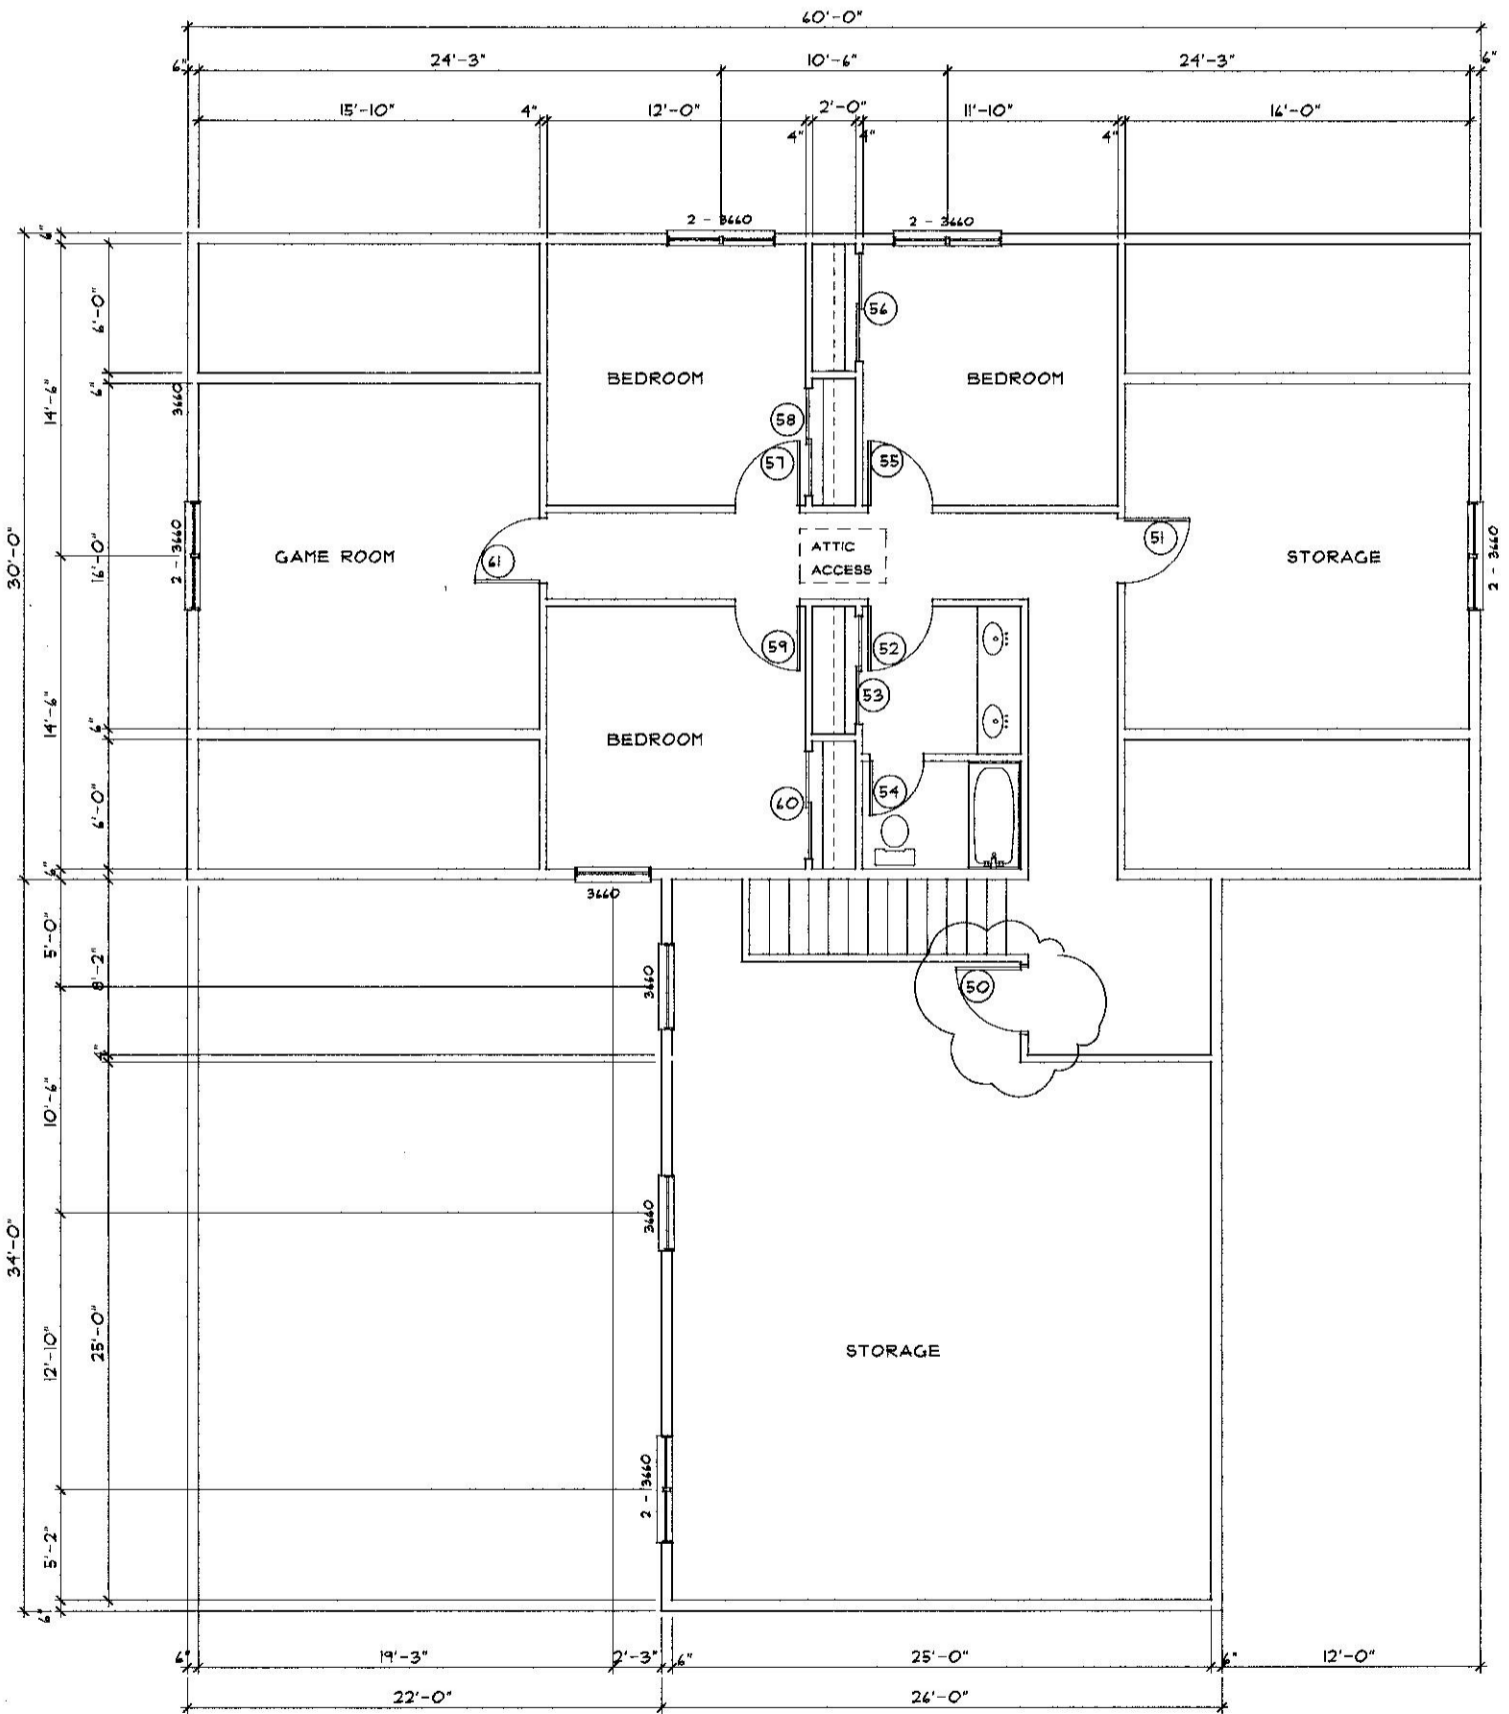 60'-0"
6" 24'-3" 10'-6" 24'-3" 6"
15'-10" 4" 12'-0" 2'-0" 11'-10" 16'-0"
4" 4" 4"
2 - 3660 2 - 3660
6"
6'-0"
56
BEDROOM BEDROOM
6"
3660
14'-6"
58
57 55
30'-0"
2 - 3660
16'-0"
GAME ROOM
61
ATTIC
ACCESS
51
STORAGE
2 - 3660
59 52
53
14'-6"
6"
BEDROOM
54
60
6'-0"
6"
3660
5'-0"
8'-2"
3660
50
4"
10'-6"
3660
34'-0"
12'-10"
25'-0"
STORAGE
2 - 3660
5'-2"
6"
6" 19'-3" 2'-3" 6" 25'-0" 6" 12'-0"
22'-0" 26'-0"